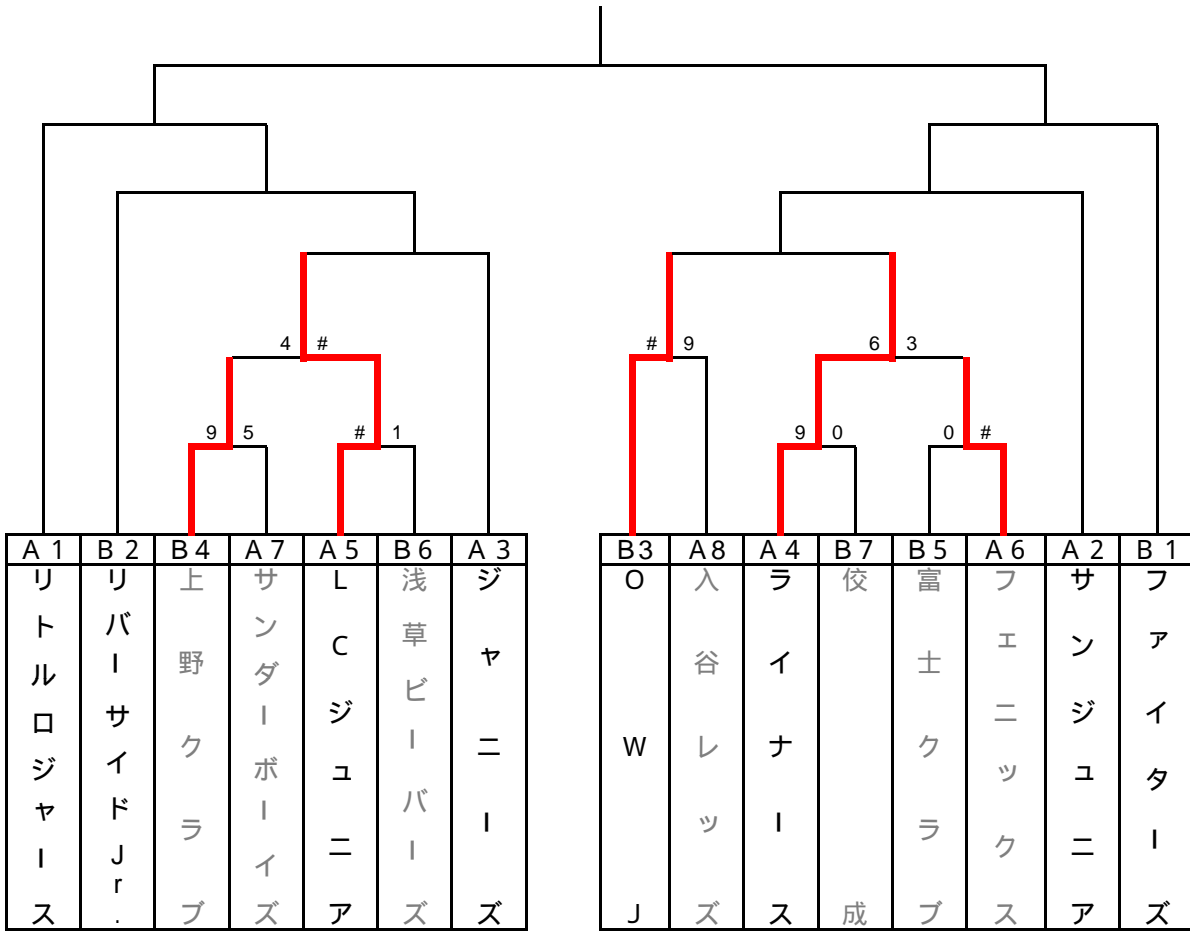 4 #
# 9
6 3
9 5
# 1
9 0
0 #
A1 B2 B4 A7 A5 B6 A3
B3 A8 A4 B7 B5 A6 A2 B1
リトルロジャース
リバーサイドJr.
上野クラブ
サンダーボーイズ
LCジュニア
浅草ビーバーズ
ジャニーズ
OWJ
入谷レッズ
ライナース
佼成
富士クラブ
フェニックス
サンジュニア
ファイターズ